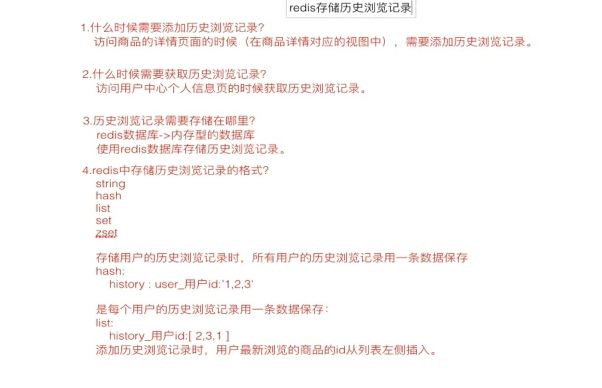 redis存储历史浏览记录
1.什么时候需要添加历史浏览记录?
访问商品的详情页面的时候（在商品详情对应的视图中），需要添加历史浏览记录。
2.什么时候需要获取历史浏览记录?
访问用户中心个人信息页的时候获取历史浏览记录。
3.历史浏览记录需要存储在哪里?
redis数据库->内存型的数据库
使用redis数据库存储历史浏览记录。
4.redis中存储历史浏览记录的格式?
string
hash
list
set
zset
存储用户的历史浏览记录时，所有用户的历史浏览记录用一条数据保存
hash:
history : user_用户id:'1,2,3'
是每个用户的历史浏览记录用一条数据保存：
list:
history_用户id:[ 2,3,1 ]
添加历史浏览记录时，用户最新浏览的商品的id从列表左侧插入。